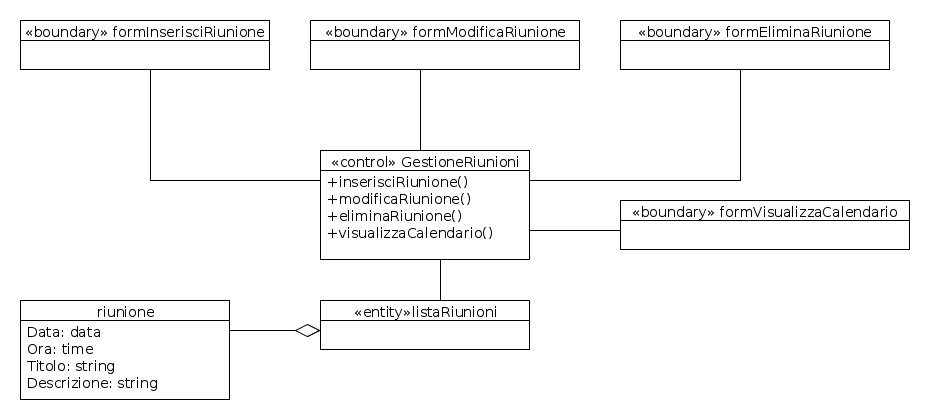 «boundary» formInserisciRiunione
«boundary» formModificaRiunione
«boundary» formEliminaRiunione
«control» GestioneRiunioni
+inserisciRiunione()
+modificaRiunione()
+eliminaRiunione()
+visualizzaCalendario()
«boundary» formVisualizzaCalendario
riunione
Data: data
Ora: time
Titolo: string
Descrizione: string
«entity»listaRiunioni